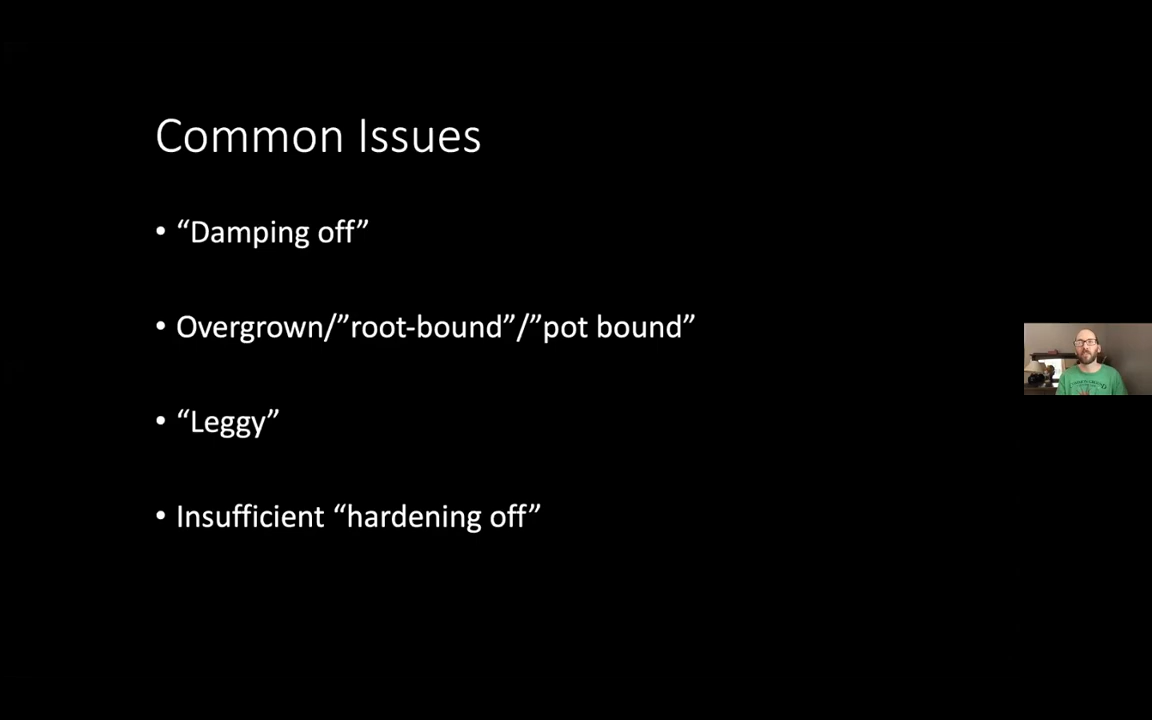 Common Issues
• “Damping off”
• Overgrown/”root-bound”/”pot bound”
• “Leggy”
• Insufficient “hardening off”